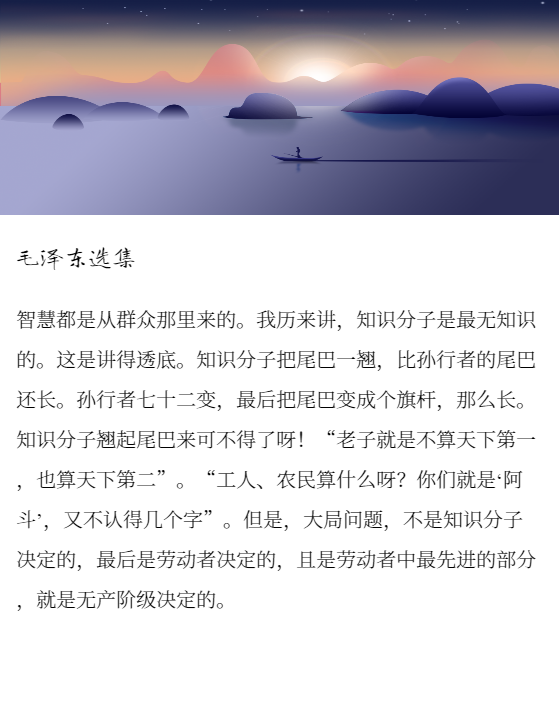 毛泽东选集
智慧都是从群众那里来的。我历来讲，知识分子是最无知识
的。这是讲得透底。知识分子把尾巴一翘，比孙行者的尾巴
还长。孙行者七十二变，最后把尾巴变成个旗杆，那么长。
知识分子翘起尾巴来可不得了呀！“老子就是不算天下第一
，也算天下第二”。“工人、农民算什么呀？你们就是‘阿
斗’，又不认得几个字”。但是，大局问题，不是知识分子
决定的，最后是劳动者决定的，且是劳动者中最先进的部分
，就是无产阶级决定的。